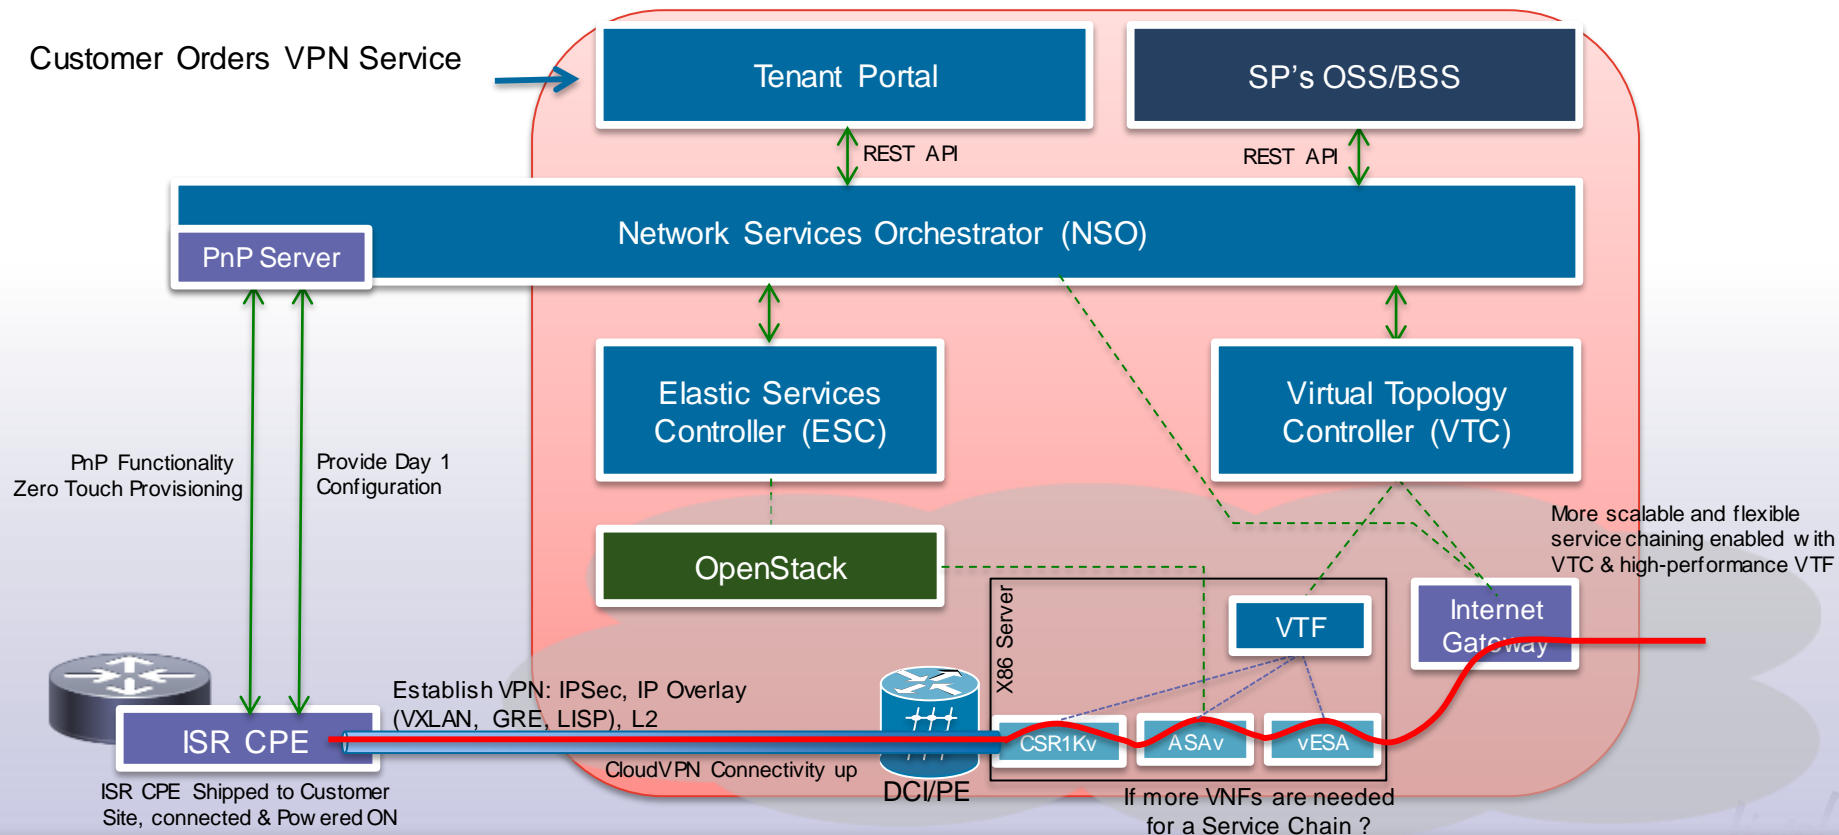 Customer Orders VPN Service
Tenant Portal
SP's OSS/BSS
REST API
REST API
Network Services Orchestrator (NSO)
PnP Server
Elastic Services
Controller (ESC)
Virtual Topology
Controller (VTC)
PnP Functionality
Zero Touch Provisioning
Provide Day 1
Configuration
More scalable and flexible
service chaining enabled with
VTC & high-performance VTF
OpenStack
X86 Server
VTF
Internet
Gateway
Establish VPN: IPSec, IP Overlay
(VXLAN, GRE, LISP), L2
ISR CPE
CSR1Kv
ASAv
vESA
CloudVPN Connectivity up
DCI/PE
ISR CPE Shipped to Customer
Site, connected & Powered ON
If more VNFs are needed
for a Service Chain ?